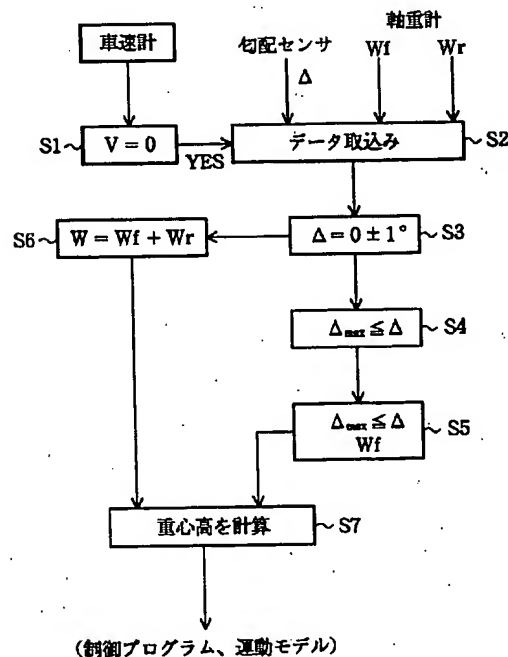 車速計
勾配センサ
Δ
軸重計
Wf Wr
S1
V = 0
YES
データ取込み
S2
S6
W = Wf + Wr
Δ = 0 ± 1°
S3
Δmax ≦ Δ
S4
Δmax ≦ Δ
Wf
S5
重心高を計算
S7
(制御プログラム、運動モデル)